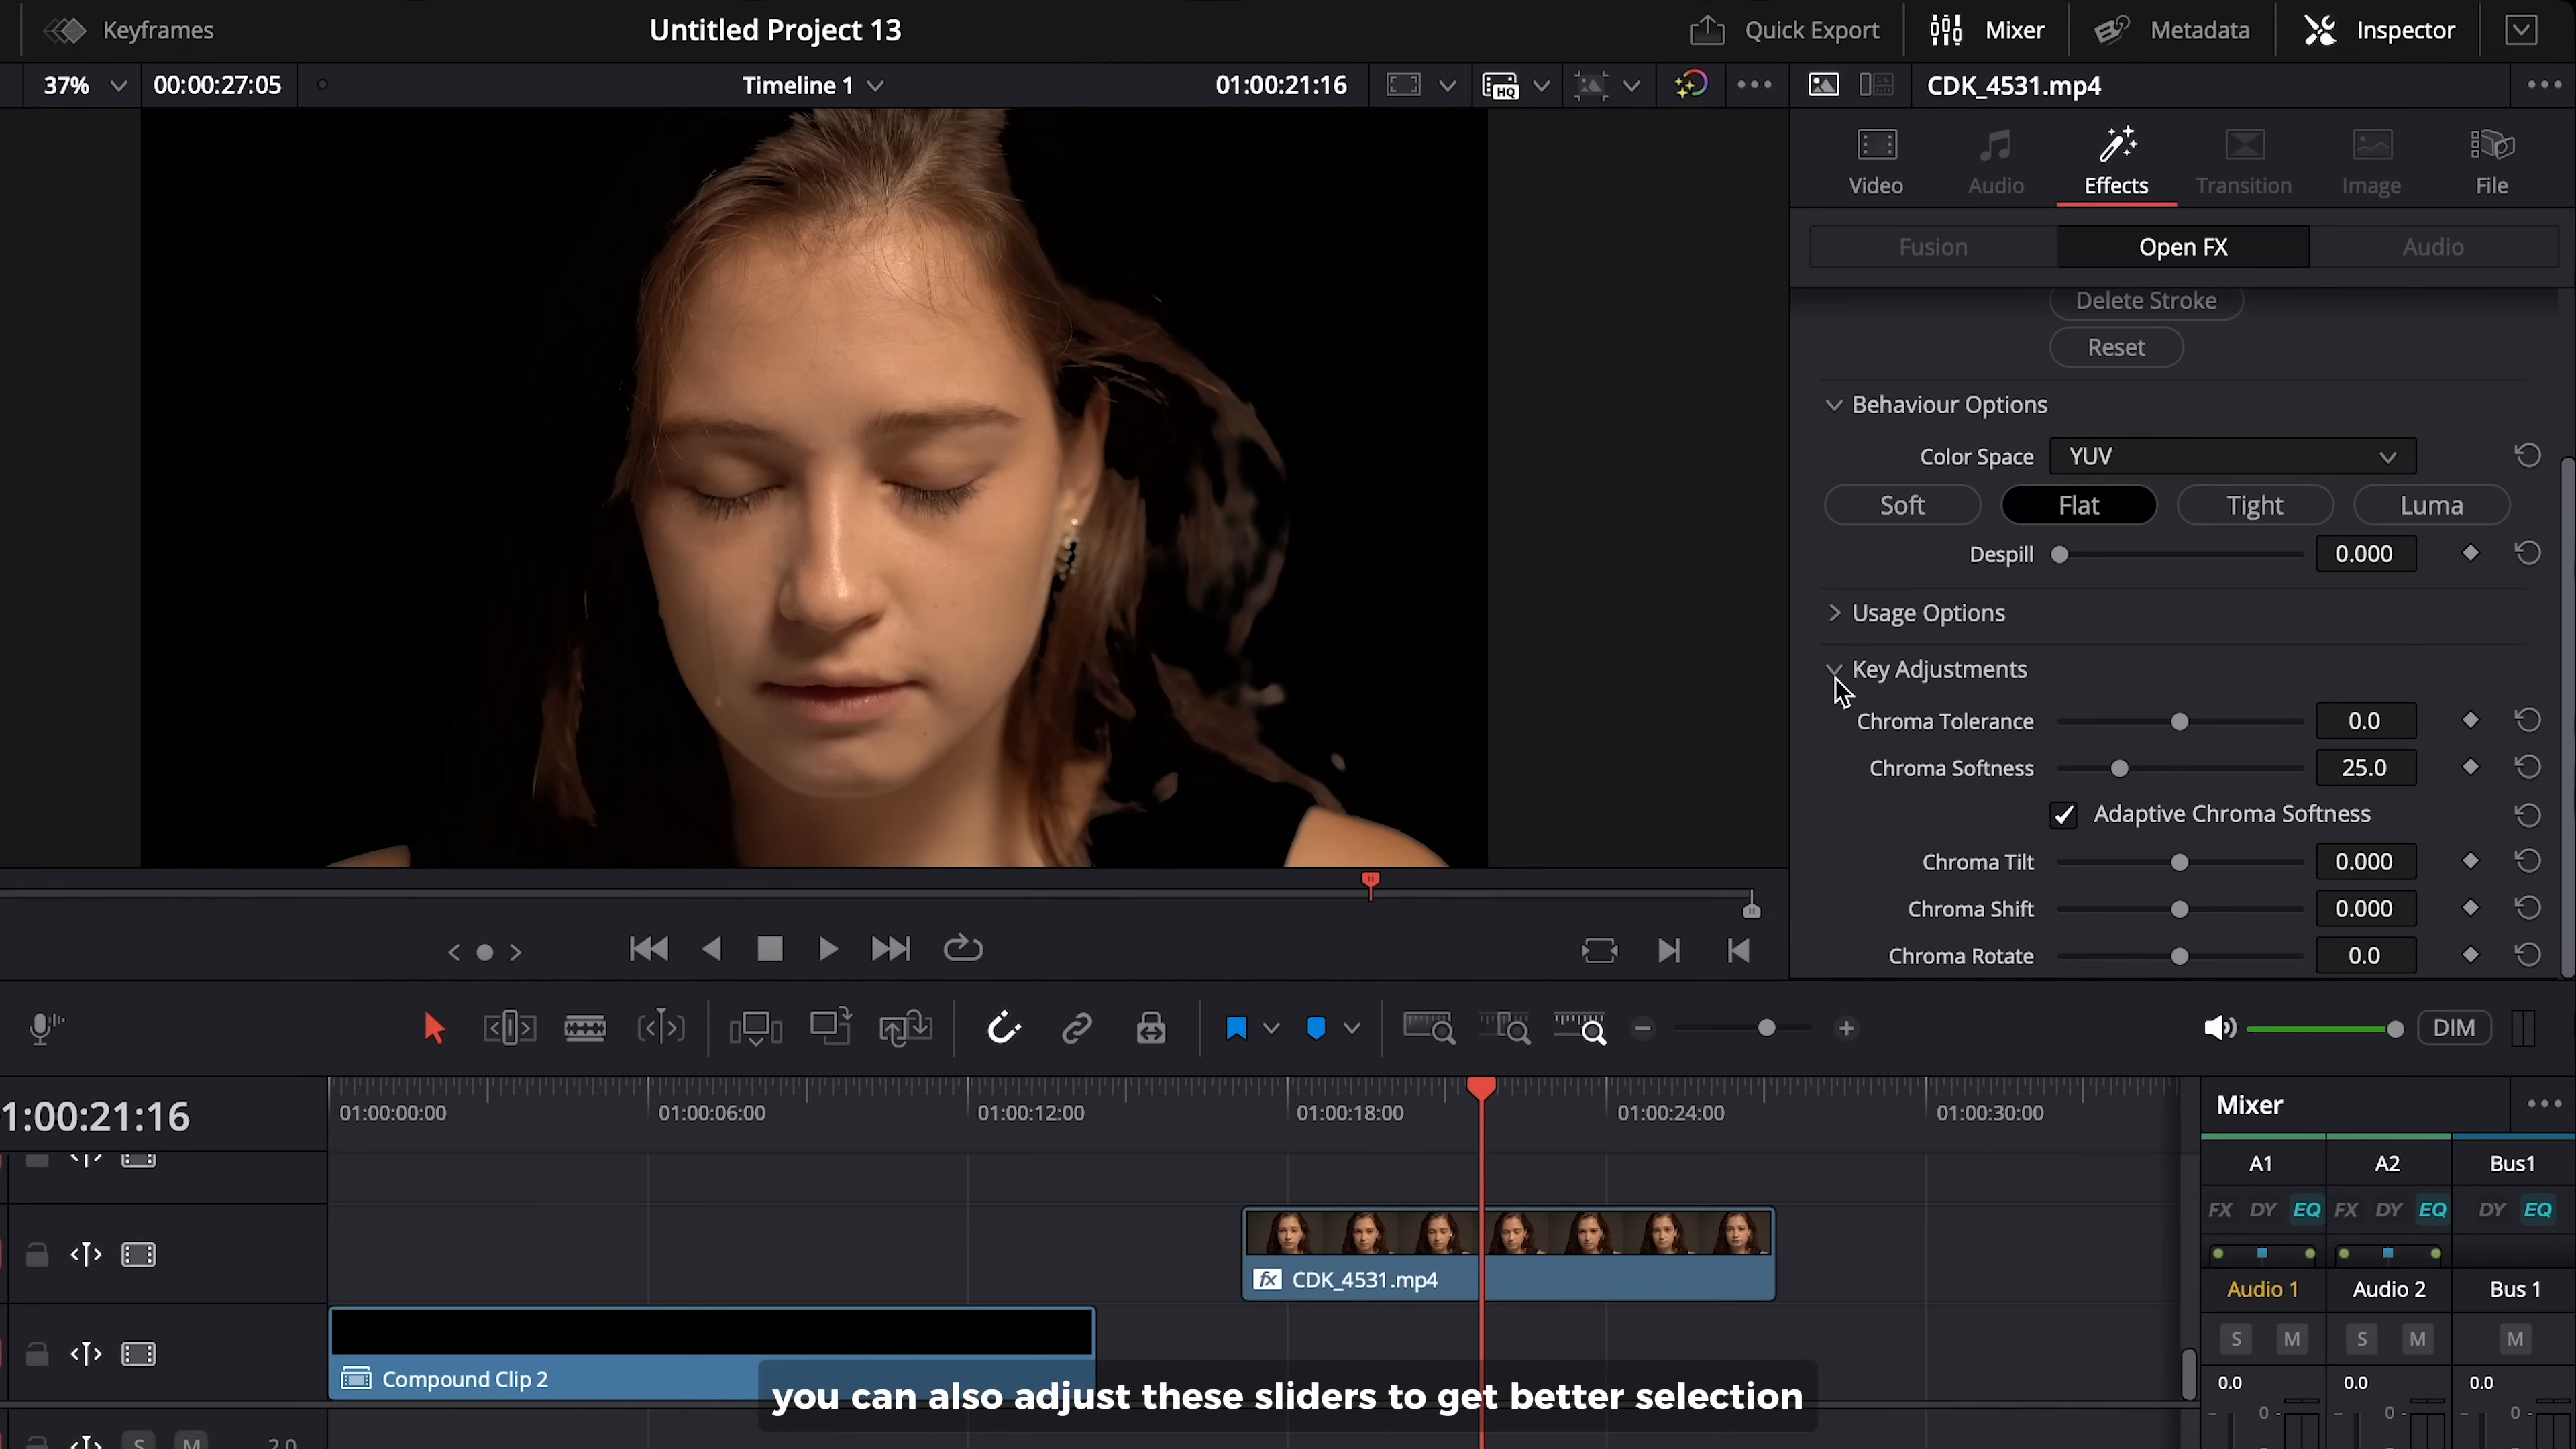 Keyframes
Untitled Project 13
Quick Export
Mixer
Metadata
Inspector
37%
00:00:27:05
Timeline 1
01:00:21:16
HQ
CDK_4531.mp4
Video
Audio
Effects
Transition
Image
File
Fusion
Open FX
Audio
Delete Stroke
Reset
Behaviour Options
Color Space
YUV
Soft
Flat
Tight
Luma
Despill
0.000
Usage Options
Key Adjustments
Chroma Tolerance
0.0
Chroma Softness
25.0
Adaptive Chroma Softness
Chroma Tilt
0.000
Chroma Shift
0.000
Chroma Rotate
0.0
DIM
1:00:21:16
01:00:00:00
01:00:06:00
01:00:12:00
01:00:18:00
01:00:24:00
01:00:30:00
Mixer
A1
A2
Bus1
FX DY EQ
FX DY EQ
DY EQ
fx CDK_4531.mp4
Audio 1
Audio 2
Bus 1
S M
S M
M
Compound Clip 2
0.0
0.0
0.0
you can also adjust these sliders to get better selection
0
0
0
S M 2.0